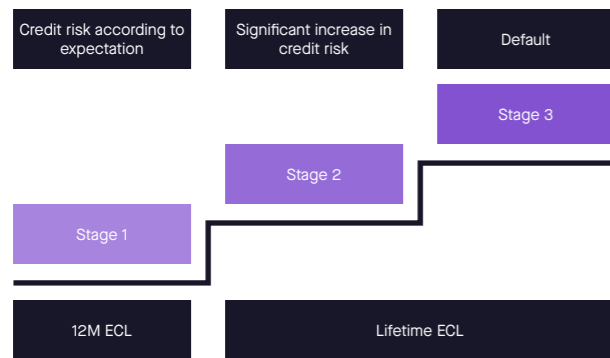 Credit risk according to
expectation
Significant increase in
credit risk
Default
Stage 3
Stage 2
Stage 1
12M ECL
Lifetime ECL